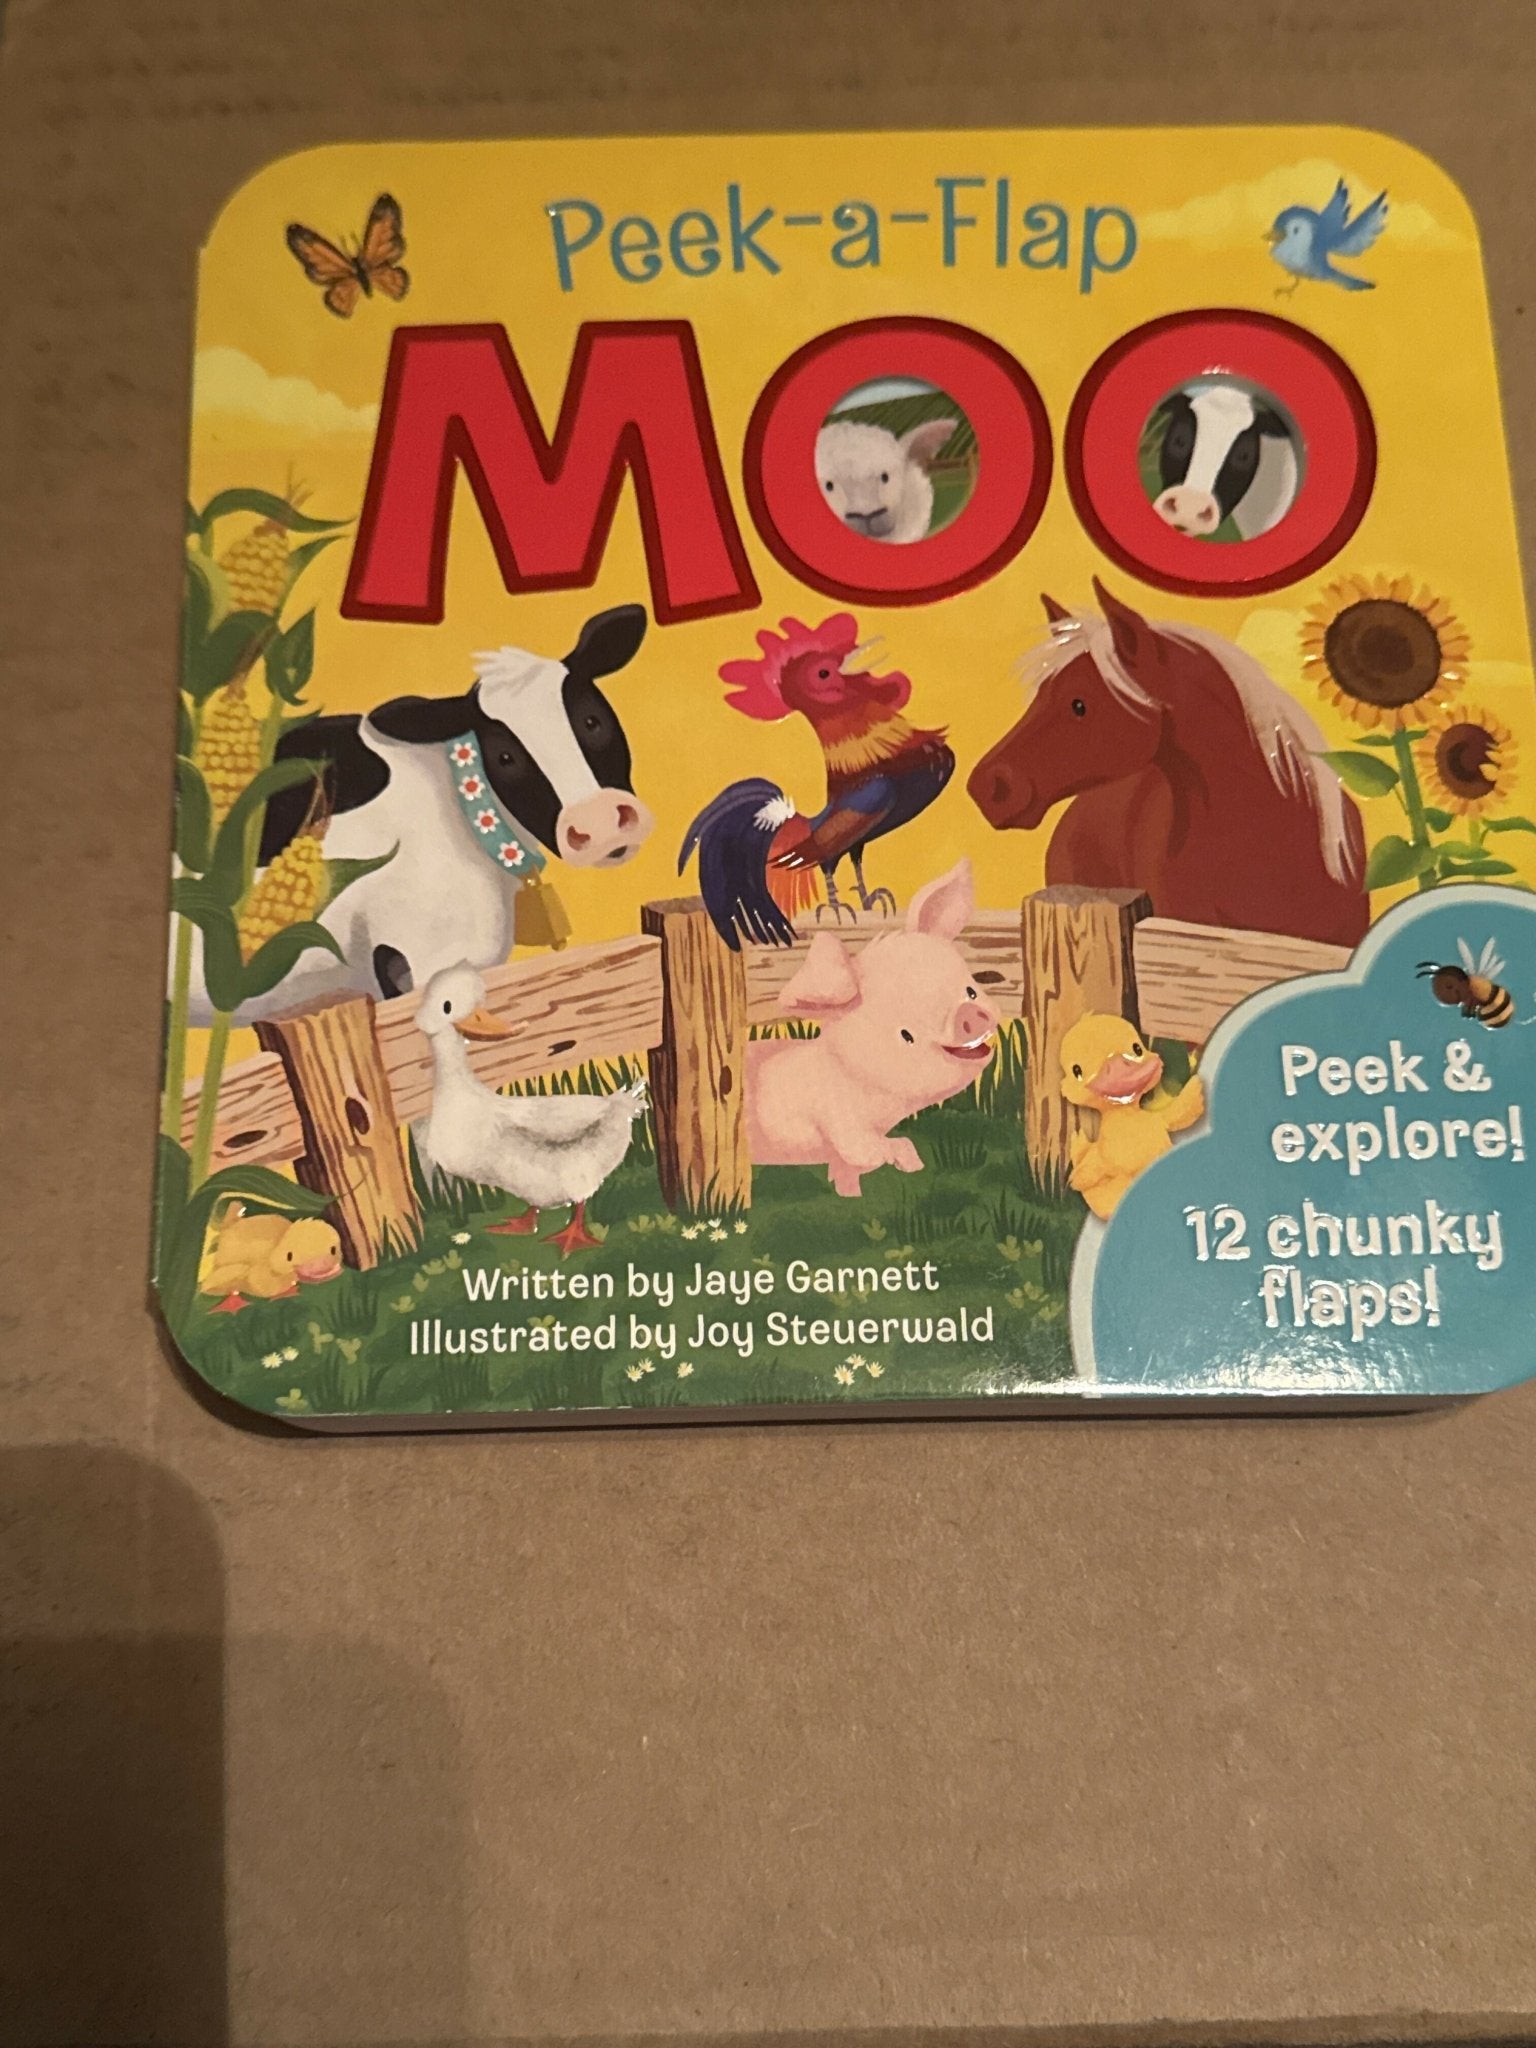 Peek-a-Flap
MOO
Peek &
explore!
12 chunky
flaps!
Written by Jaye Garnett
Illustrated by Joy Steuerwald